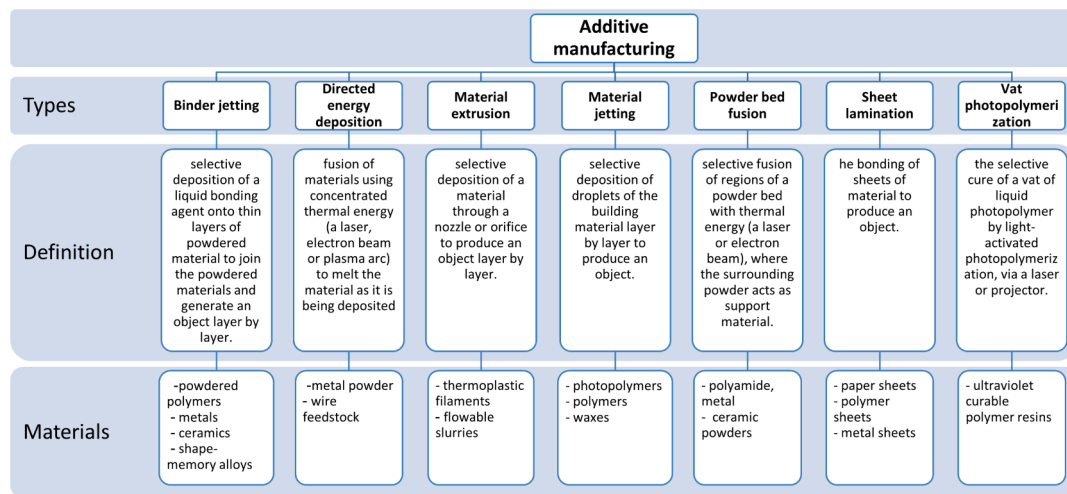 Additive
manufacturing
Types
Binder jetting
Directed
energy
deposition
Material
extrusion
Material
jetting
Powder bed
fusion
Sheet
lamination
Vat
photopolymeri
zation
Definition
selective
deposition of a
liquid bonding
agent onto thin
layers of
powdered
material to join
the powdered
materials and
generate an
object layer by
layer.
fusion of
materials using
concentrated
thermal energy
(a laser,
electron beam
or plasma arc)
to melt the
material as it is
being deposited
selective
deposition of a
material
through a
nozzle or orifice
to produce an
object layer by
layer.
selective
deposition of
droplets of the
building
material layer
by layer to
produce an
object.
selective fusion
of regions of a
powder bed
with thermal
energy (a laser
or electron
beam), where
the surrounding
powder acts as
support
material.
he bonding of
sheets of
material to
produce an
object.
the selective
cure of a vat of
liquid
photopolymer
by light-
activated
photopolymeriz
ation, via a laser
or projector.
Materials
-powdered
polymers
- metals
- ceramics
- shape-
memory alloys
-metal powder
- wire
feedstock
- thermoplastic
filaments
- flowable
slurries
- photopolymers
- polymers
- waxes
- polyamide,
metal
- ceramic
powders
- paper sheets
- polymer
sheets
- metal sheets
- ultraviolet
curable
polymer resins